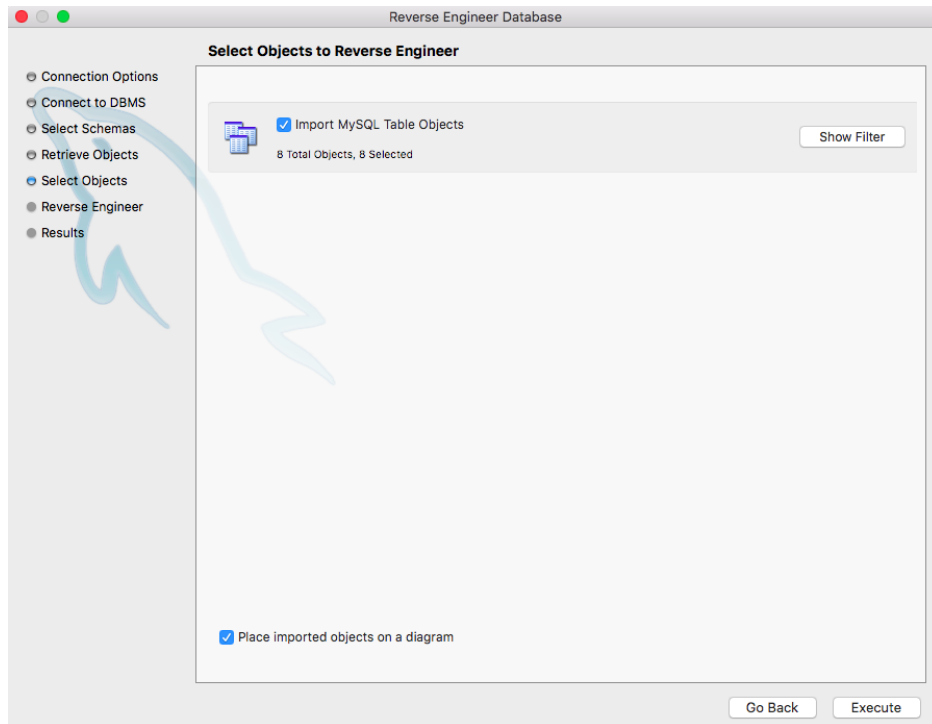 Reverse Engineer Database
Select Objects to Reverse Engineer
Connection Options
Connect to DBMS
Select Schemas
Retrieve Objects
Select Objects
Reverse Engineer
Results
Import MySQL Table Objects
8 Total Objects, 8 Selected
Show Filter
Place imported objects on a diagram
Go Back
Execute